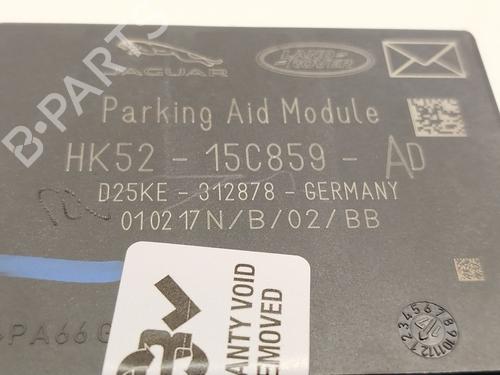 JAGUAR
LAND ROVER
Parking Aid Module
HK52 - 15C859 - AD
D25KE - 312878 - GERMANY
010217N/B/02/BB
PA66
ANTY VOID
EMOVED
B-PARTS